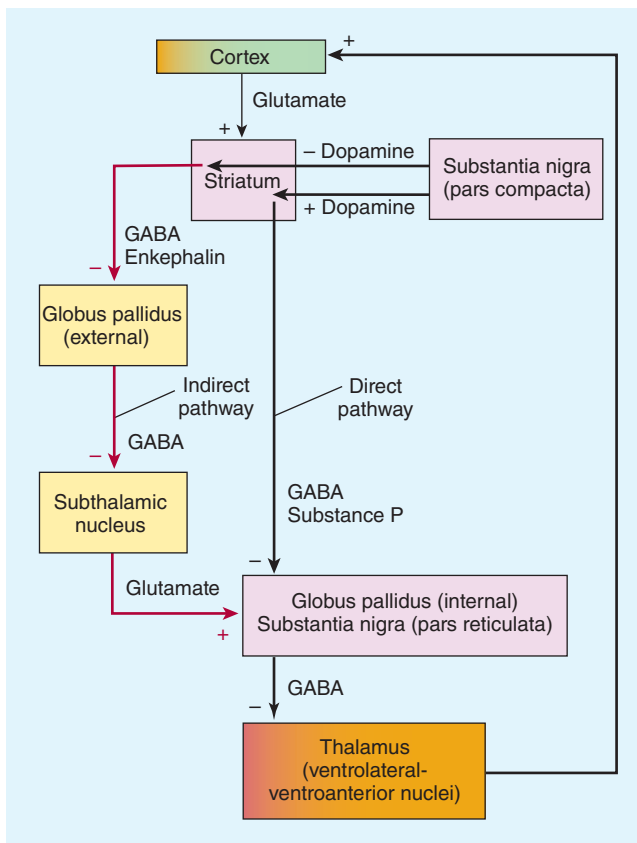 +
Cortex
Glutamate
+
– Dopamine
Striatum
+ Dopamine
Substantia nigra
(pars compacta)
GABA
Enkephalin
–
Globus pallidus
(external)
Indirect
pathway
Direct
pathway
GABA
–
Subthalamic
nucleus
GABA
Substance P
–
Glutamate
+
Globus pallidus (internal)
Substantia nigra (pars reticulata)
GABA
–
Thalamus
(ventrolateral-
ventroanterior nuclei)